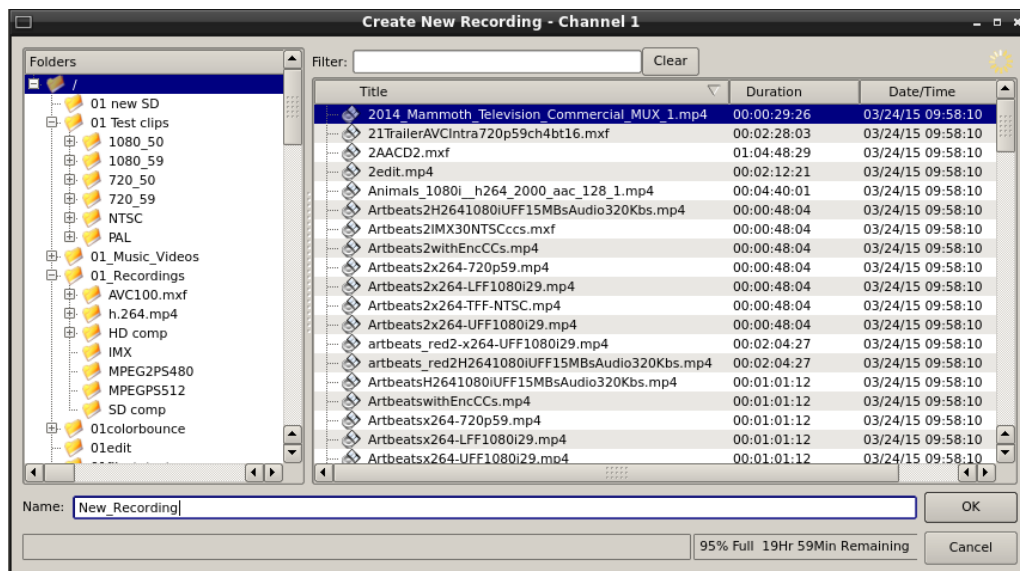 Create New Recording - Channel 1
Folders
/
01 new SD
01 Test clips
1080_50
1080_59
720_50
720_59
NTSC
PAL
01_Music_Videos
01_Recordings
AVC100.mxf
h.264.mp4
HD comp
IMX
MPEG2PS480
MPEGPS512
SD comp
01colorbounce
01edit
Filter: Clear
Title Duration Date/Time
2014_Mammoth_Television_Commercial_MUX_1.mp4 00:00:29:26 03/24/15 09:58:10
21TrailerAVCIntra720p59ch4bt16.mxf 00:02:28:03 03/24/15 09:58:10
2AACD2.mxf 01:04:48:29 03/24/15 09:58:10
2edit.mp4 00:02:12:21 03/24/15 09:58:10
Animals_1080i__h264_2000_aac_128_1.mp4 00:04:40:01 03/24/15 09:58:10
Artbeats2H2641080iUFF15MBsAudio320Kbs.mp4 00:00:48:04 03/24/15 09:58:10
Artbeats2IMX30NTSCccs.mxf 00:00:48:04 03/24/15 09:58:10
Artbeats2withEncCCs.mp4 00:00:48:04 03/24/15 09:58:10
Artbeats2x264-720p59.mp4 00:00:48:04 03/24/15 09:58:10
Artbeats2x264-LFF1080i29.mp4 00:00:48:04 03/24/15 09:58:10
Artbeats2x264-TFF-NTSC.mp4 00:00:48:04 03/24/15 09:58:10
Artbeats2x264-UFF1080i29.mp4 00:00:48:04 03/24/15 09:58:10
artbeats_red2-x264-UFF1080i29.mp4 00:02:04:27 03/24/15 09:58:10
artbeats_red2H2641080iUFF15MBsAudio320Kbs.mp4 00:02:04:27 03/24/15 09:58:10
ArtbeatsH2641080iUFF15MBsAudio320Kbs.mp4 00:01:01:12 03/24/15 09:58:10
ArtbeatswithEncCCs.mp4 00:01:01:12 03/24/15 09:58:10
Artbeatsx264-720p59.mp4 00:01:01:12 03/24/15 09:58:10
Artbeatsx264-LFF1080i29.mp4 00:01:01:12 03/24/15 09:58:10
Artbeatsx264-UFF1080i29.mp4 00:01:01:12 03/24/15 09:58:10
Name: New_Recording OK
95% Full 19Hr 59Min Remaining Cancel